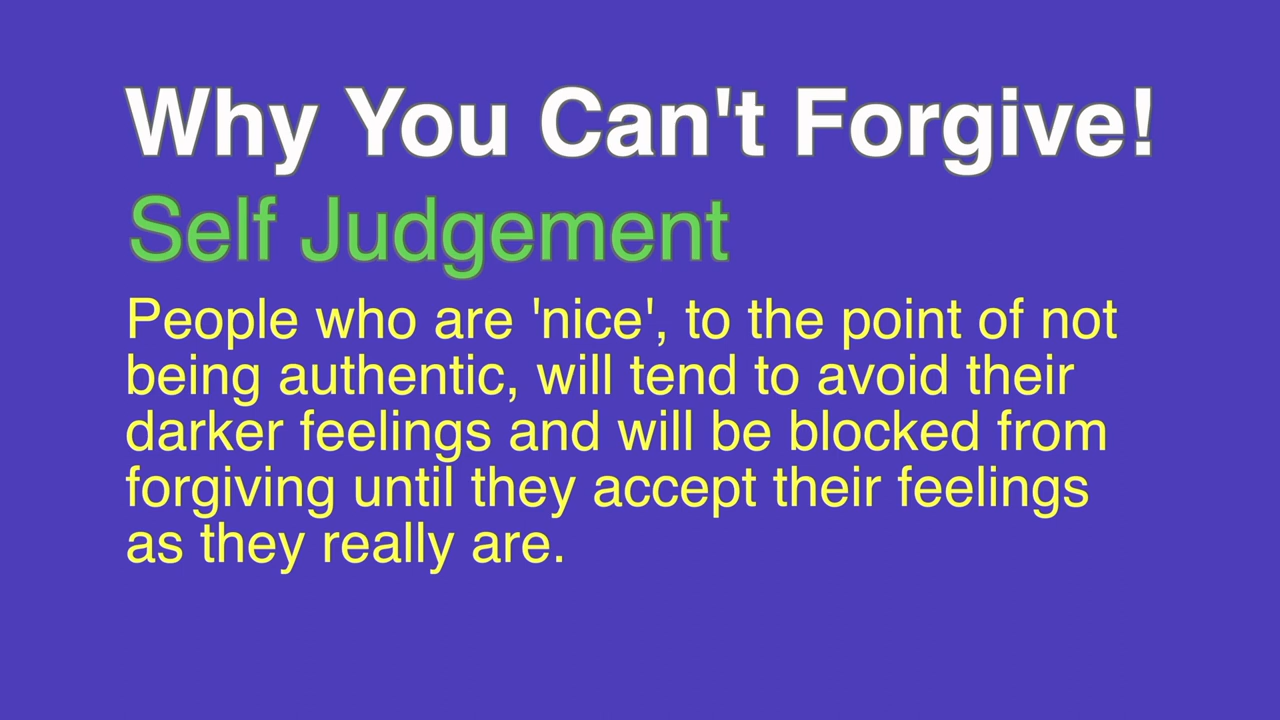 Why You Can't Forgive!
Self Judgement
People who are 'nice', to the point of not
being authentic, will tend to avoid their
darker feelings and will be blocked from
forgiving until they accept their feelings
as they really are.